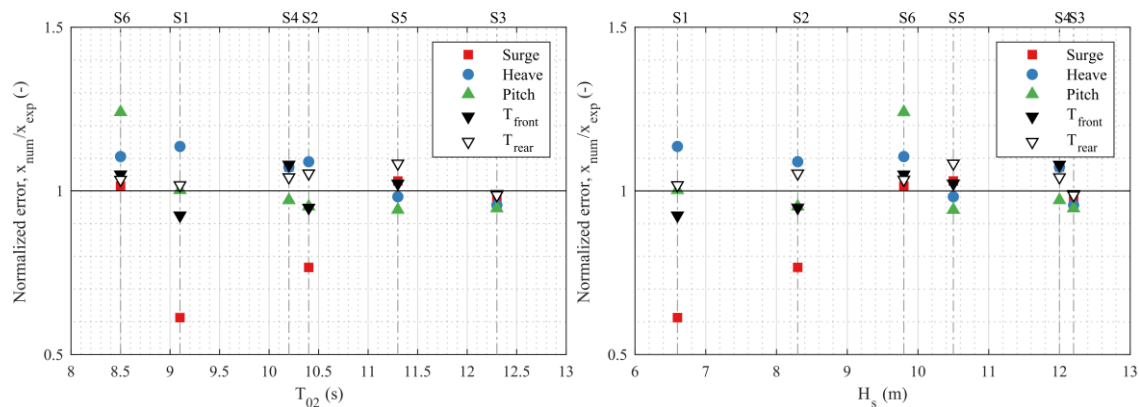 S6 S1 S4 S2 S5 S3
1.5
1
0.5
Normalized error, x_num/x_exp (-)
Surge
Heave
Pitch
T_front
T_rear
8 8.5 9 9.5 10 10.5 11 11.5 12 12.5 13
T_02 (s)
S1 S2 S6 S5 S4 S3
1.5
1
0.5
Normalized error, x_num/x_exp (-)
Surge
Heave
Pitch
T_front
T_rear
6 7 8 9 10 11 12 13
H_s (m)